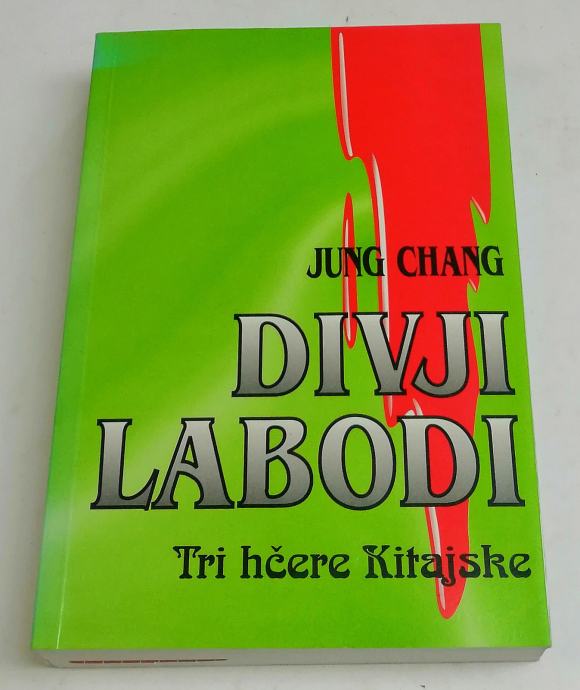 JUNG CHANG
DIVJI
LABODI
Tri hčere Kitajske